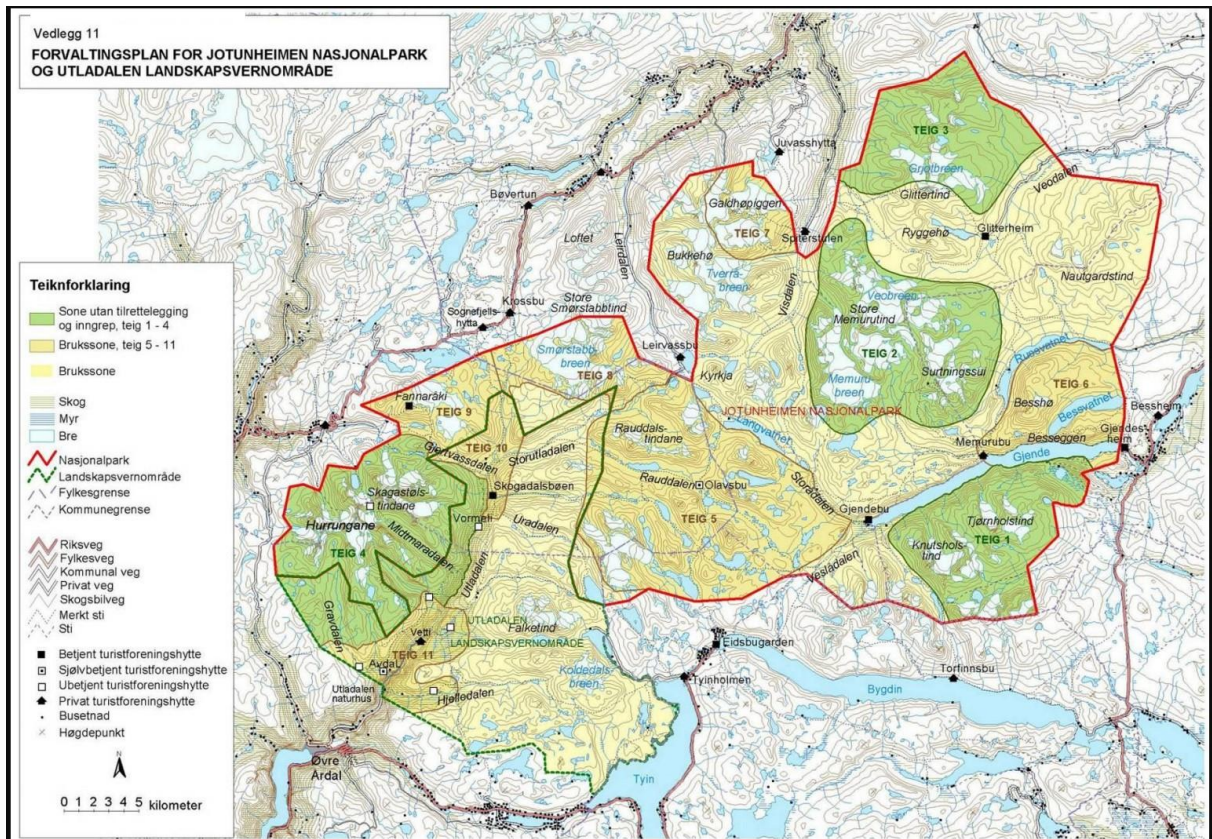 Vedlegg 11
FORVALTINGSPLAN FOR JOTUNHEIMEN NASJONALPARK
OG UTLADALEN LANDSKAPSVERNOMRÅDE
TEIG 3
Grjotbreen
Juvasshytta
Veodalen
Bøvertun
Galdhøpiggen
Glittertind
TEIG 7
Spiterstulen
Ryggehø
Glitterheim
Loftet
Leirdalen
Bukkehø
Tverrå-
breen
Visdalen
Nautgardstind
Veobreen
Store
Memurutind
Store
Smørstabbtind
Krossbu
Sognefjells-
hytta
Leirvassbu
Smørstabb-
breen
TEIG 8
Kyrkja
TEIG 2
Memuru-
breen
Surtningssui
Russvatnet
TEIG 6
Besshø
Bessvatnet
Bessheim
Besseggen
Gjendes-
heim
Fannaråki
TEIG 9
JOTUNHEIMEN NASJONALPARK
Langvatnet
Memurubu
Gjende
TEIG 10
Gjertvassdalen
Storutladalen
Rauddals-
tindane
Rauddalen
Olavsbu
Storådalen
Skagastøls-
tindane
Skogadalsbøen
Vormeli
Uradalen
TEIG 5
Gjendebu
Tjørnholstind
Knutshols-
tind
TEIG 1
Hurrungane
TEIG 4
Midtmaradalen
Utladalen
Veslådalen
Gravdalen
UTLADALEN
LANDSKAPSVERNOMRÅDE
Falketind
Vetti
TEIG 11
Avdal
Utladalen
naturhus
Hjelledalen
Koldedals-
breen
Eidsbugarden
Tyinholmen
Torfinnsbu
Bygdin
Tyin
Øvre
Årdal
Teiknforklaring
Sone utan tilrettelegging
og inngrep, teig 1 - 4
Brukssone, teig 5 - 11
Brukssone
Skog
Myr
Bre
Nasjonalpark
Landskapsvernområde
Fylkesgrense
Kommunegrense
Riksveg
Fylkesveg
Kommunal veg
Privat veg
Skogsbilveg
Merkt sti
Sti
Betjent turistforeningshytte
Sjølvbetjent turistforeningshytte
Ubetjent turistforeningshytte
Privat turistforeningshytte
Busetnad
Høgdepunkt
N
0 1 2 3 4 5 kilometer